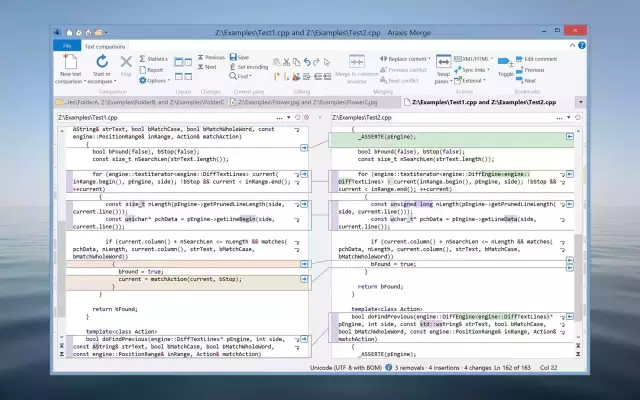 Z:\Examples\Test1.cpp and Z:\Examples\Test2.cpp - Araxis Merge
File
Text comparisons
New text comparison
Start or recompare
Stop
Statistics
Report
Options
Layouts
Previous
Next
Changes
Save
Set encoding
Find
Current pane
Editing
Merge to common ancestor
Replace content
Previous conflict
Next conflict
Merging
Swap panes
XML/HTML
Sync links
External
Actions
Toggle
Edit comment
Previous
Next
Bookmarks
...les\FolderA, Z:\Examples\FolderB, and Z:\Examples\FolderC
Z:\Examples\Flower.jpg and Z:\Examples\Flower2.jpg
Z:\Examples\Test1.cpp and Z:\Examples\Test2.cpp
Z:\Examples\Test1.cpp
AString& strText, bool bMatchCase, bool bMatchWholeWord, const
engine::PositionRange& inRange, Action& matchAction)
{
bool bFound(false), bStop(false);
const size_t nSearchLen(strText.length());
for (engine::textiterator<engine::DiffTextLines> current(
inRange.begin(), pEngine, side); !bStop && current < inRange.end();
++current)
{
const size_t nLength(pEngine->getPrunedLineLength(side,
current.line()));
const unichar* pchData = pEngine->getLineBegin(side,
current.line());
if (current.column() + nSearchLen <= nLength && matches(
pchData, nLength, current.column(), strText, bMatchCase,
bMatchWholeWord))
{
bFound = true;
current = matchAction(current, bStop);
}
}
return bFound;
}
template<class Action>
bool doFindPrevious(engine::DiffTextLines* pEngine, int side,
const AString& strText, bool bMatchCase, bool bMatchWholeWord,
const engine::PositionRange& inRange, Action& matchAction)
{
Z:\Examples\Test2.cpp
{
_ASSERTE(pEngine);
bool bFound(false), bStop(false);
const size_t nSearchLen(strText.length());
for (engine::textiterator<engine::DiffEngine<engine::
DiffTextLines> > current(inRange.begin(), pEngine, side); !bStop &&
current < inRange.end(); ++current)
{
const unsigned long nLength(pEngine->getPrunedLineLength(
side, current.line()));
const wchar_t* pchData = pEngine->getLineData(side,
current.line());
if (current.column() + nSearchLen <= nLength && matches(
pchData, nLength, current.column(), strText, bMatchCase,
bMatchWholeWord))
bFound = true;
}
return bFound;
}
template<class Action>
bool doFindPrevious(engine::DiffEngine<engine::DiffTextLines>*
pEngine, int side, const std::wstring& strText, bool bMatchCase,
bool bMatchWholeWord, const engine::PositionRange& inRange, Action&
matchAction)
{
_ASSERTE(pEngine);
Unicode (UTF-8 with BOM)
3 removals • 4 insertions • 4 changes
Ln 162 of 163
Col 22